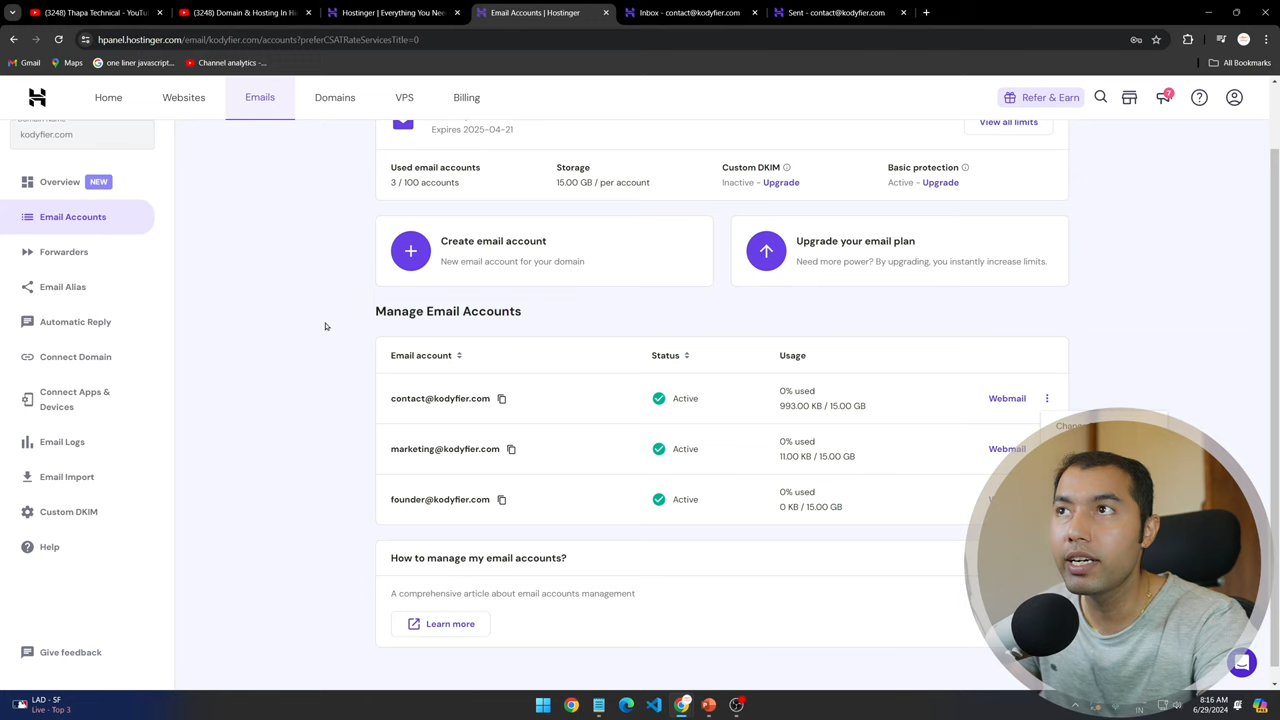 (3248) Thapa Technical - YouT
(3248) Domain & Hosting In Hi
Hostinger | Everything You Nee
Email Accounts | Hostinger
Inbox - contact@kodyfier.com
Sent - contact@kodyfier.com
hpanel.hostinger.com/email/kodyfier.com/accounts?preferCSATRateServicesTitle=0
Gmail
Maps
one liner javascript...
Channel analytics -...
All Bookmarks
Home
Websites
Emails
Domains
VPS
Billing
Refer & Earn
7
Domain Name
kodyfier.com
Overview NEW
Email Accounts
Forwarders
Email Alias
Automatic Reply
Connect Domain
Connect Apps &
Devices
Email Logs
Email Import
Custom DKIM
Help
Give feedback
Expires 2025-04-21
View all limits
Used email accounts
3 / 100 accounts
Storage
15.00 GB / per account
Custom DKIM
Inactive - Upgrade
Basic protection
Active - Upgrade
Create email account
New email account for your domain
Upgrade your email plan
Need more power? By upgrading, you instantly increase limits.
Manage Email Accounts
Email account
Status
Usage
contact@kodyfier.com
Active
0% used
993.00 KB / 15.00 GB
Webmail
marketing@kodyfier.com
Active
0% used
11.00 KB / 15.00 GB
Webmail
founder@kodyfier.com
Active
0% used
0 KB / 15.00 GB
How to manage my email accounts?
A comprehensive article about email accounts management
Learn more
LAD - SF
Live - Top 3
IN
8:16 AM
6/29/2024